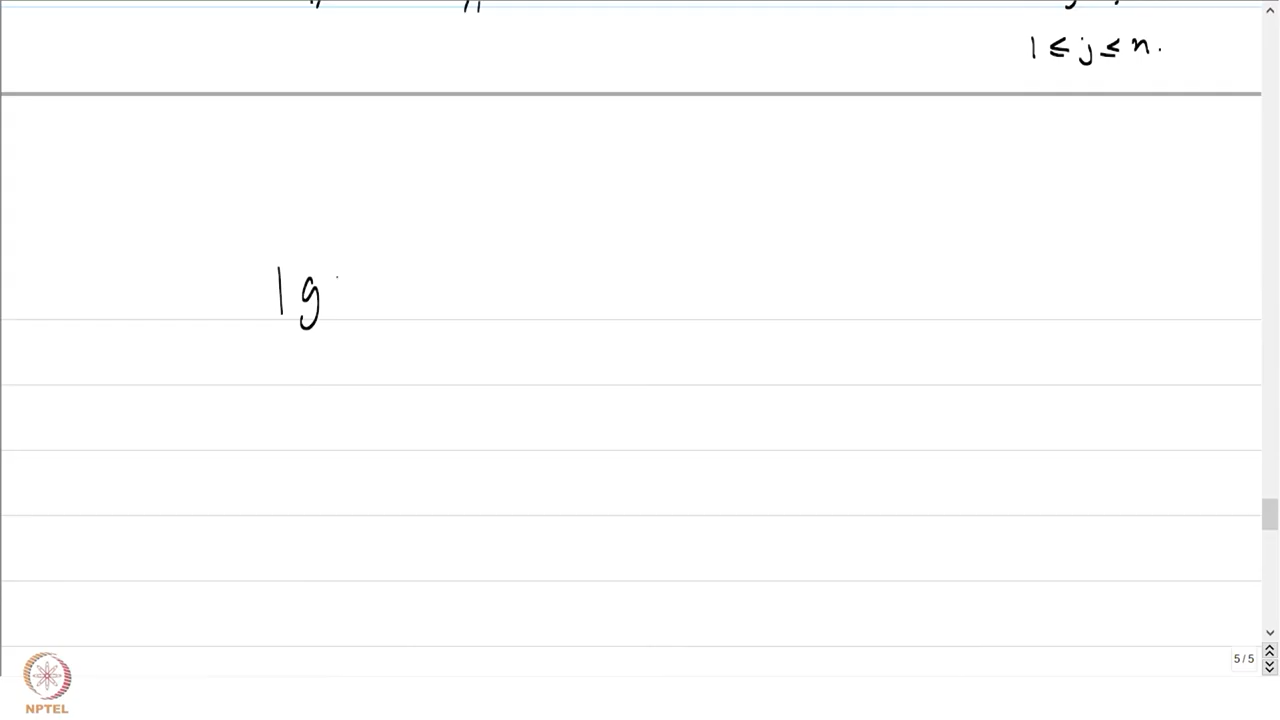 1 ≤ j ≤ n.
| g
5 / 5
NPTEL